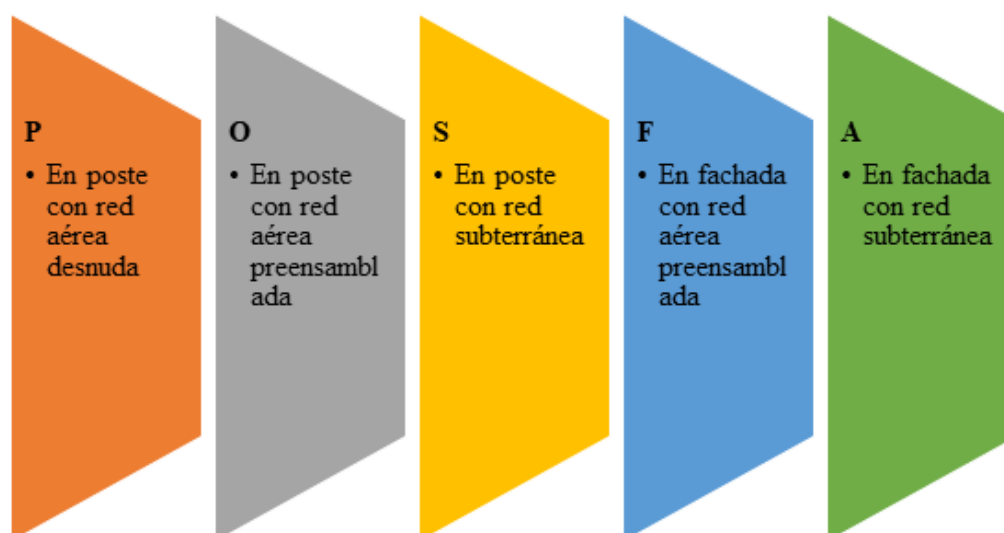 P
• En poste
con red
aérea
desnuda
O
• En poste
con red
aérea
preensambl
ada
S
• En poste
con red
subterránea
F
• En fachada
con red
aérea
preensambl
ada
A
• En fachada
con red
subterránea